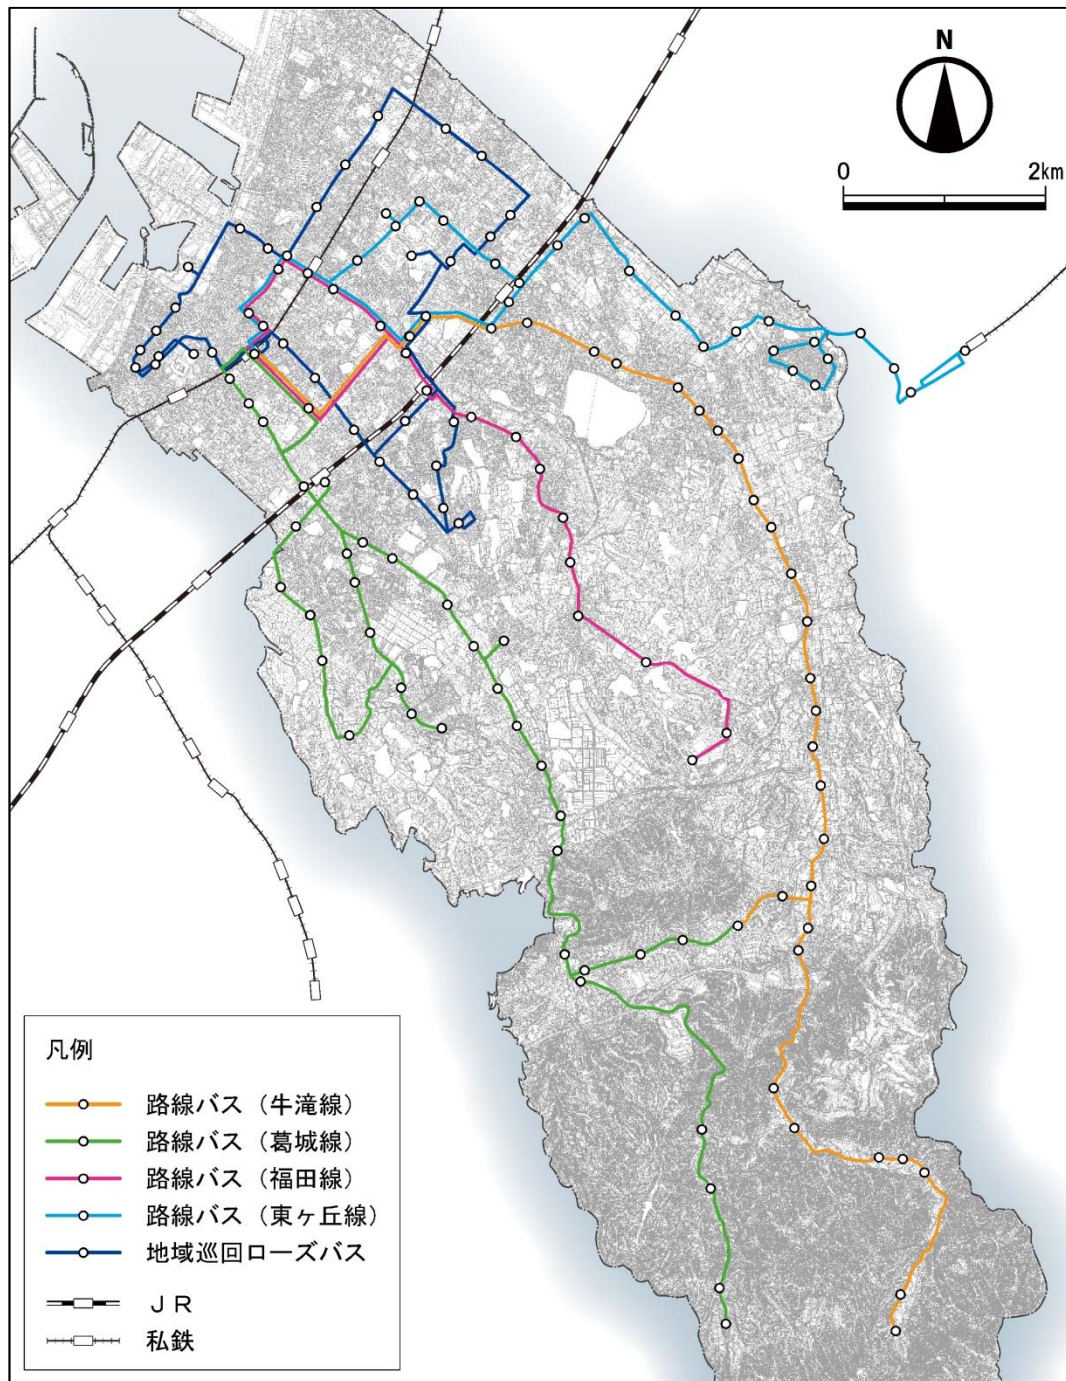 N
0 2km
凡例
路線バス（牛滝線）
路線バス（葛城線）
路線バス（福田線）
路線バス（東ヶ丘線）
地域巡回ローズバス
ＪＲ
私鉄